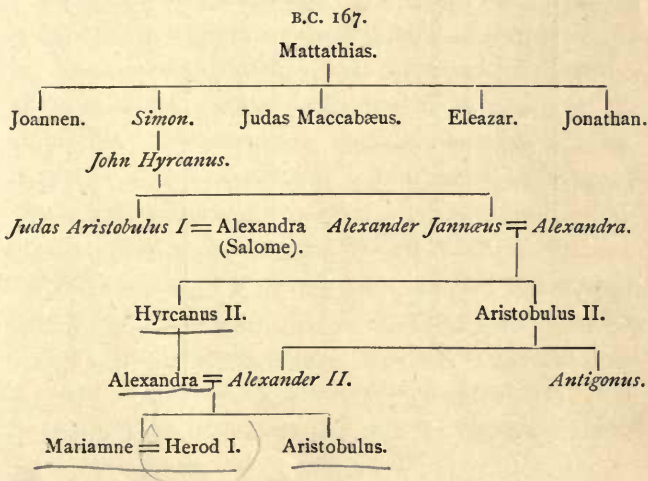 B.C. 167.
Mattathias.
Joannen. Simon. Judas Maccabæus. Eleazar. Jonathan.
John Hyrcanus.
Judas Aristobulus I = Alexandra Alexander Jannæus = Alexandra.
(Salome).
Hyrcanus II. Aristobulus II.
Alexandra = Alexander II. Antigonus.
Mariamne = Herod I. Aristobulus.